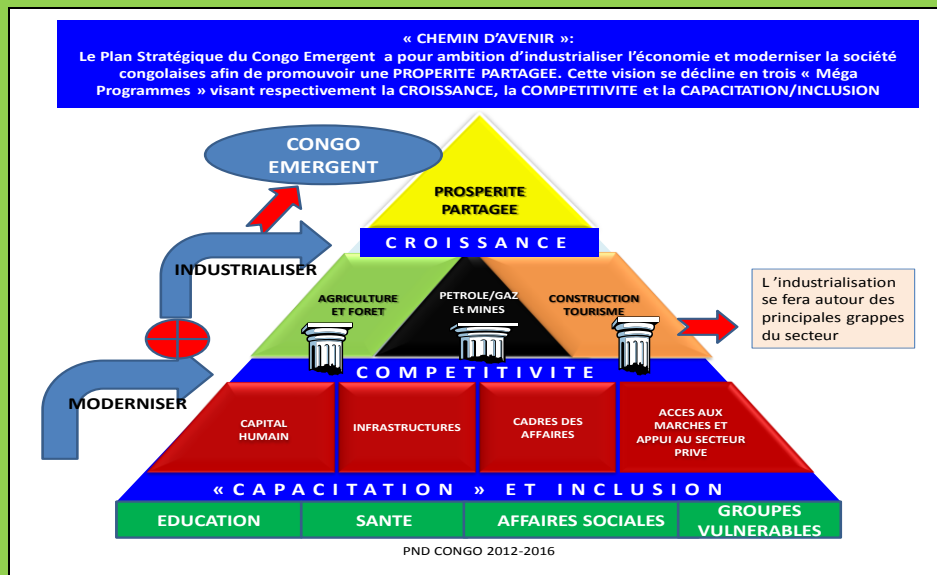 « CHEMIN D’AVENIR »:
Le Plan Stratégique du Congo Emergent a pour ambition d’industrialiser l’économie et moderniser la société
congolaises afin de promouvoir une PROPERITE PARTAGEE. Cette vision se décline en trois « Méga
Programmes » visant respectivement la CROISSANCE, la COMPETITIVITE et la CAPACITATION/INCLUSION
CONGO
EMERGENT
PROSPERITE
PARTAGEE
CROISSANCE
INDUSTRIALISER
AGRICULTURE
ET FORET
PETROLE/GAZ
Et MINES
CONSTRUCTION
TOURISME
L ’industrialisation
se fera autour des
principales grappes
du secteur
COMPETITIVITE
MODERNISER
CAPITAL
HUMAIN
INFRASTRUCTURES
CADRES DES
AFFAIRES
ACCES AUX
MARCHES ET
APPUI AU SECTEUR
PRIVE
« CAPACITATION » ET INCLUSION
EDUCATION
SANTE
AFFAIRES SOCIALES
GROUPES
VULNERABLES
PND CONGO 2012-2016